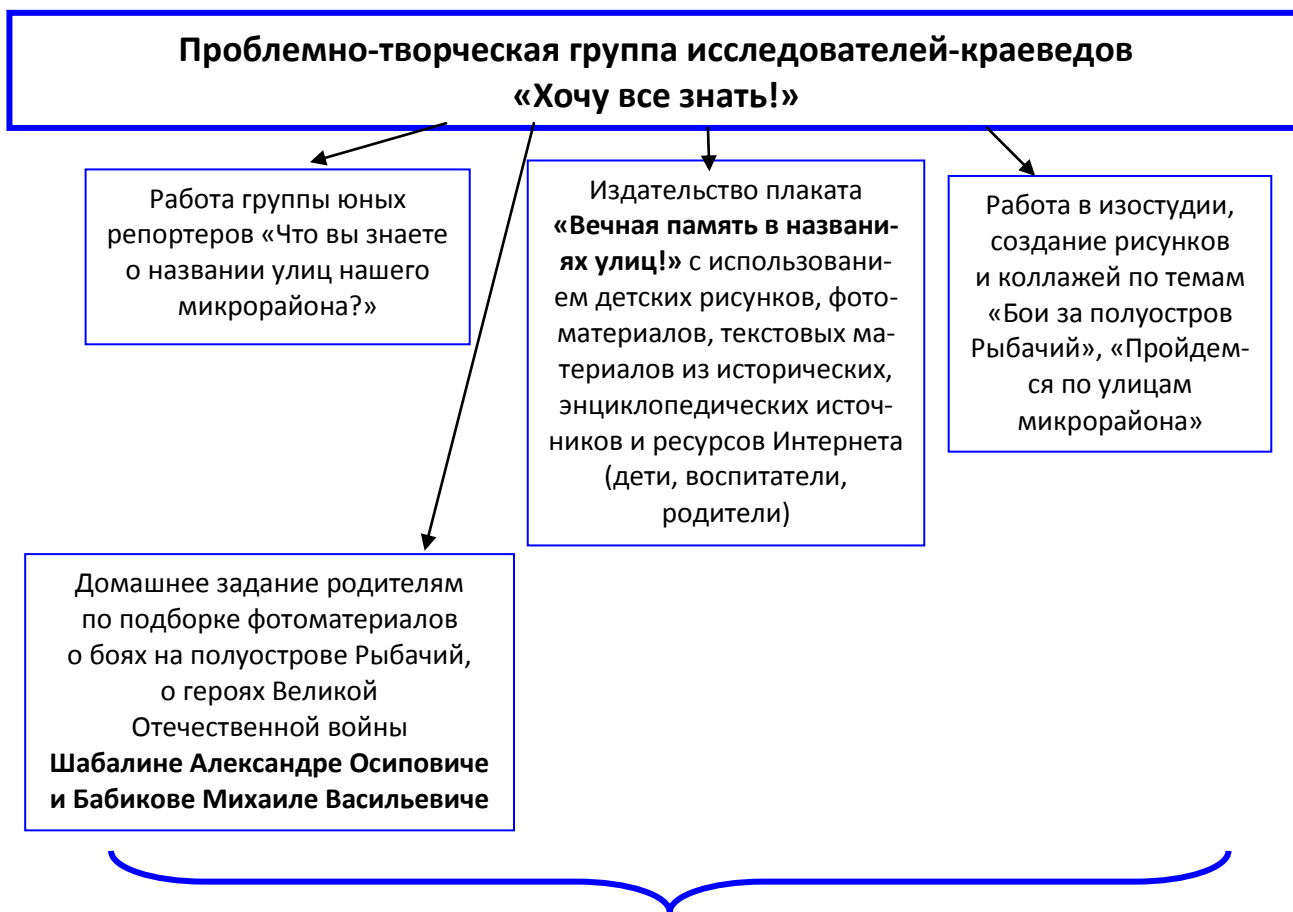 Проблемно-творческая группа исследователей-краеведов
«Хочу все знать!»
Работа группы юных
репортеров «Что вы знаете
о названии улиц нашего
микрорайона?»
Издательство плаката
«Вечная память в названи-
ях улиц!» с использовани-
ем детских рисунков, фото-
материалов, текстовых ма-
териалов из исторических,
энциклопедических источ-
ников и ресурсов Интернета
(дети, воспитатели,
родители)
Работа в изостудии,
создание рисунков
и коллажей по темам
«Бои за полуостров
Рыбачий», «Пройдем-
ся по улицам
микрорайона»
Домашнее задание родителям
по подборке фотоматериалов
о боях на полуострове Рыбачий,
о героях Великой
Отечественной войны
Шабалине Александре Осиповиче
и Бабикове Михаиле Васильевиче